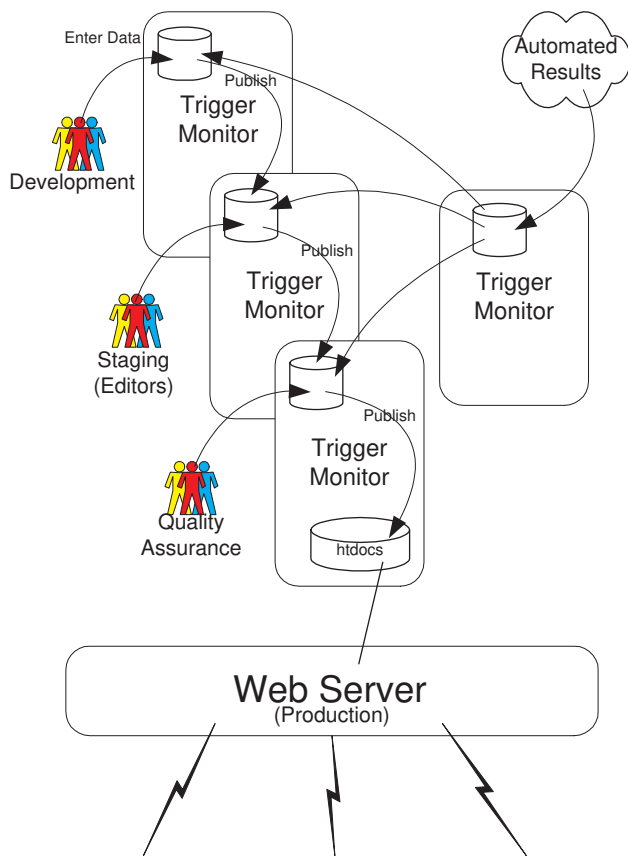 Enter Data
Publish
Trigger
Monitor
Automated
Results
Development
Publish
Trigger
Monitor
Trigger
Monitor
Staging
(Editors)
Publish
Trigger
Monitor
Quality
Assurance
htdocs
Web Server
(Production)